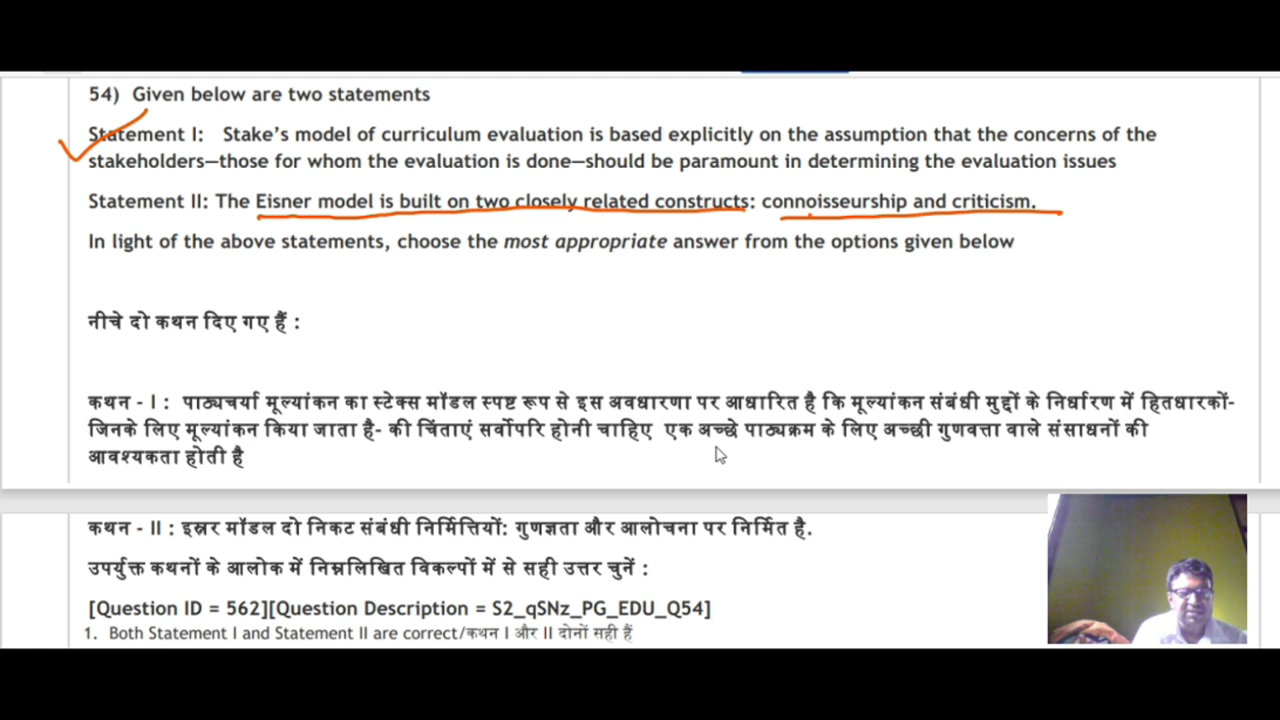 54) Given below are two statements
Statement I: Stake's model of curriculum evaluation is based explicitly on the assumption that the concerns of the
stakeholders—those for whom the evaluation is done—should be paramount in determining the evaluation issues
Statement II: The Eisner model is built on two closely related constructs: connoisseurship and criticism.
In light of the above statements, choose the most appropriate answer from the options given below
नीचे दो कथन दिए गए हैं :
कथन - I : पाठ्यचर्या मूल्यांकन का स्टेक्स मॉडल स्पष्ट रूप से इस अवधारणा पर आधारित है कि मूल्यांकन संबंधी मुद्दों के निर्धारण में हितधारकों-
जिनके लिए मूल्यांकन किया जाता है- की चिंताएं सर्वोपरि होनी चाहिए एक अच्छे पाठ्यक्रम के लिए अच्छी गुणवत्ता वाले संसाधनों की
आवश्यकता होती है
कथन - II : इस्नर मॉडल दो निकट संबंधी निर्मित्तियों: गुणज्ञता और आलोचना पर निर्मित है.
उपर्युक्त कथनों के आलोक में निम्नलिखित विकल्पों में से सही उत्तर चुनें :
[Question ID = 562][Question Description = S2_qSNz_PG_EDU_Q54]
1. Both Statement I and Statement II are correct/कथन I और II दोनों सही हैं